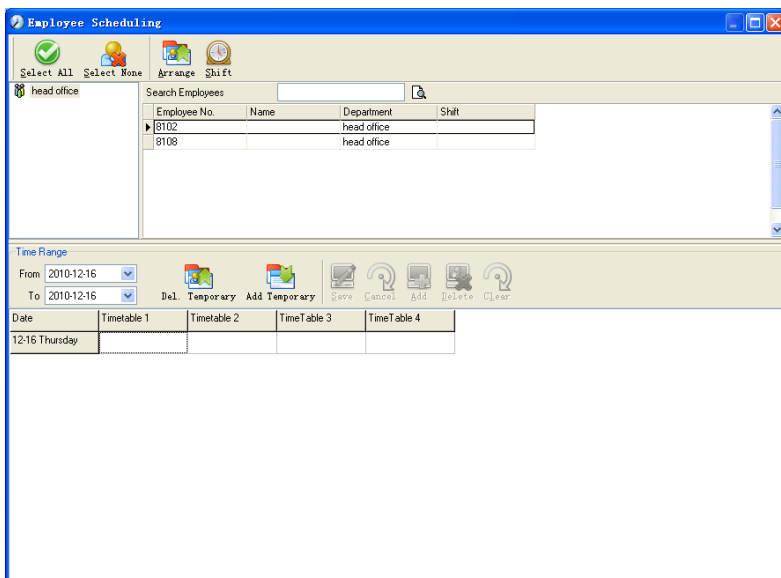 Employee Scheduling
Select All Select None Arrange Shift
head office
Search Employees
Employee No. Name Department Shift
8102 head office
8108 head office
Time Range
From 2010-12-16
To 2010-12-16
Del. Temporary Add Temporary Save Cancel Add Delete Clear
Date Timetable 1 Timetable 2 TimeTable 3 TimeTable 4
12-16 Thursday